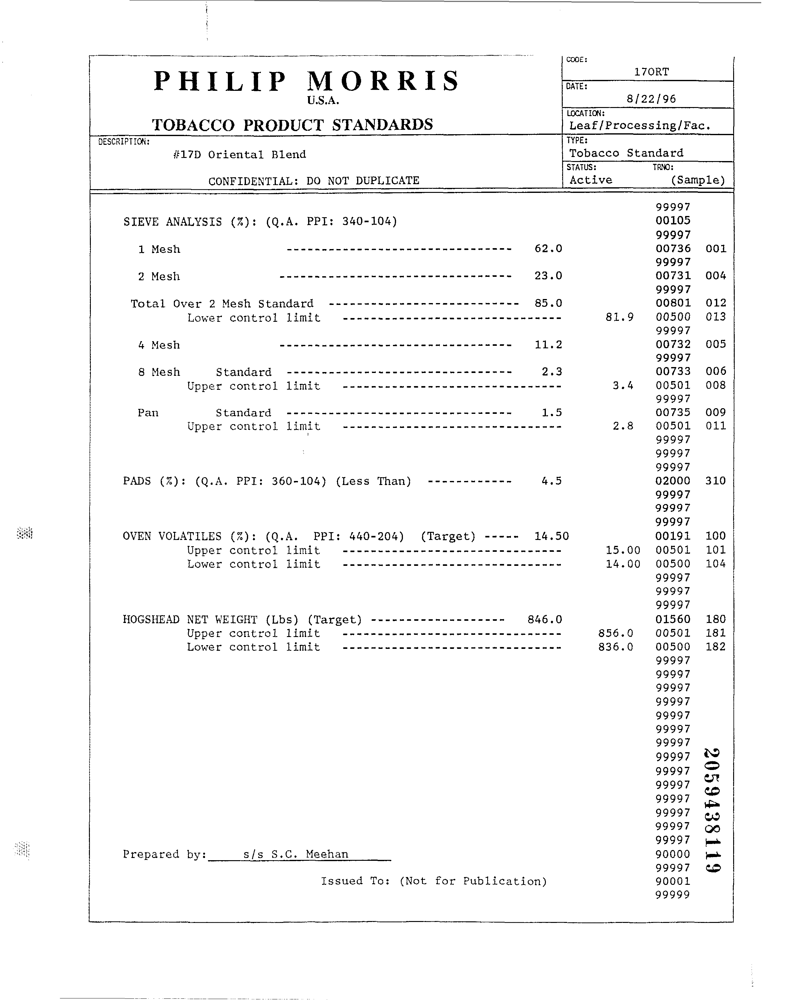 PHILIP MORRIS
U.S.A.
TOBACCO PRODUCT STANDARDS
CODE:
170RT
DATE:
8/22/96
LOCATION:
Leaf/Processing/Fac.
DESCRIPTION:
#17D Oriental Blend
CONFIDENTIAL: DO NOT DUPLICATE
TYPE:
Tobacco Standard
STATUS: TRNO:
Active (Sample)
99997
SIEVE ANALYSIS (%): (Q.A. PPI: 340-104) 00105
99997
1 Mesh -------------------------------- 62.0 00736 001
99997
2 Mesh --------------------------------- 23.0 00731 004
99997
Total Over 2 Mesh Standard --------------------------- 85.0 00801 012
Lower control limit ------------------------------- 81.9 00500 013
99997
4 Mesh --------------------------------- 11.2 00732 005
99997
8 Mesh Standard -------------------------------- 2.3 00733 006
Upper control limit ------------------------------- 3.4 00501 008
99997
Pan Standard -------------------------------- 1.5 00735 009
Upper control limit ------------------------------- 2.8 00501 011
99997
99997
99997
PADS (%): (Q.A. PPI: 360-104) (Less Than) ------------ 4.5 02000 310
99997
99997
99997
OVEN VOLATILES (%): (Q.A. PPI: 440-204) (Target) ----- 14.50 00191 100
Upper control limit ------------------------------- 15.00 00501 101
Lower control limit ------------------------------- 14.00 00500 104
99997
99997
99997
HOGSHEAD NET WEIGHT (Lbs) (Target) ------------------- 846.0 01560 180
Upper control limit ------------------------------- 856.0 00501 181
Lower control limit ------------------------------- 836.0 00500 182
99997
99997
99997
99997
99997
99997
99997
99997
99997
99997
99997
99997
99997
99997
Prepared by: s/s S.C. Meehan 90000
99997
Issued To: (Not for Publication) 90001
99999
2059438119